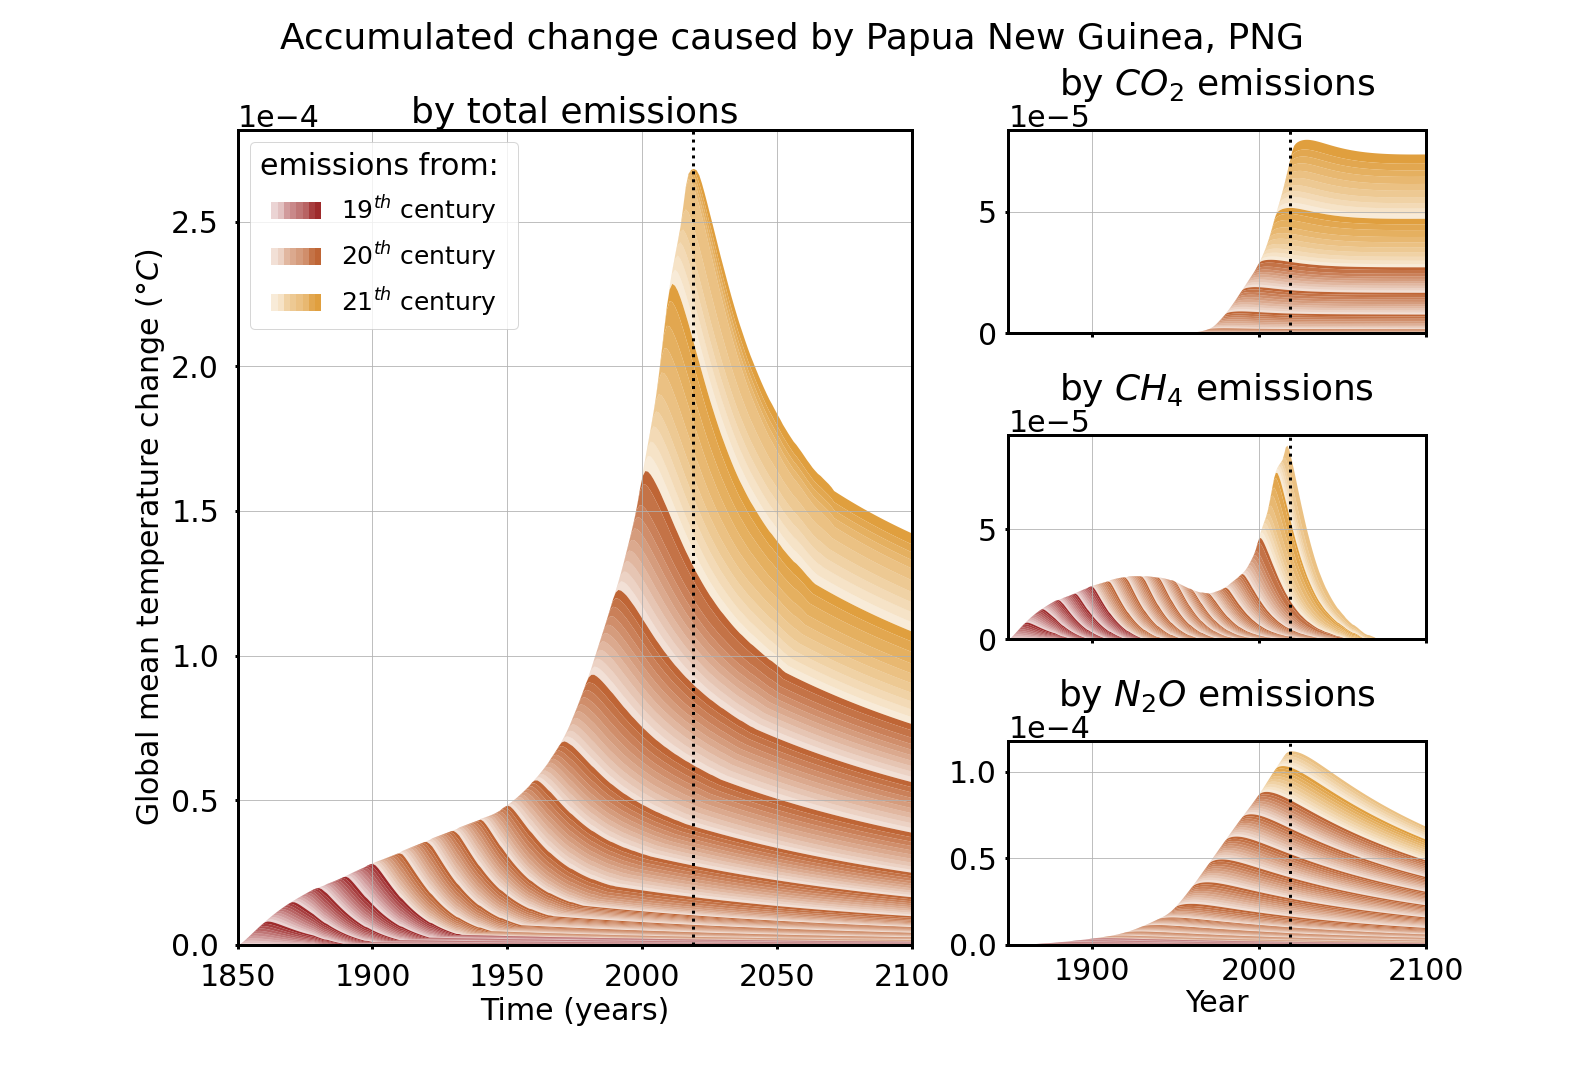 Accumulated change caused by Papua New Guinea, PNG
by total emissions
1e−4
emissions from:
19th century
20th century
21th century
Global mean temperature change (°C)
2.5
2.0
1.5
1.0
0.5
0.0
1850 1900 1950 2000 2050 2100
Time (years)
by CO2 emissions
1e−5
5
0
by CH4 emissions
1e−5
5
0
by N2O emissions
1e−4
1.0
0.5
0.0
1900 2000 2100
Year